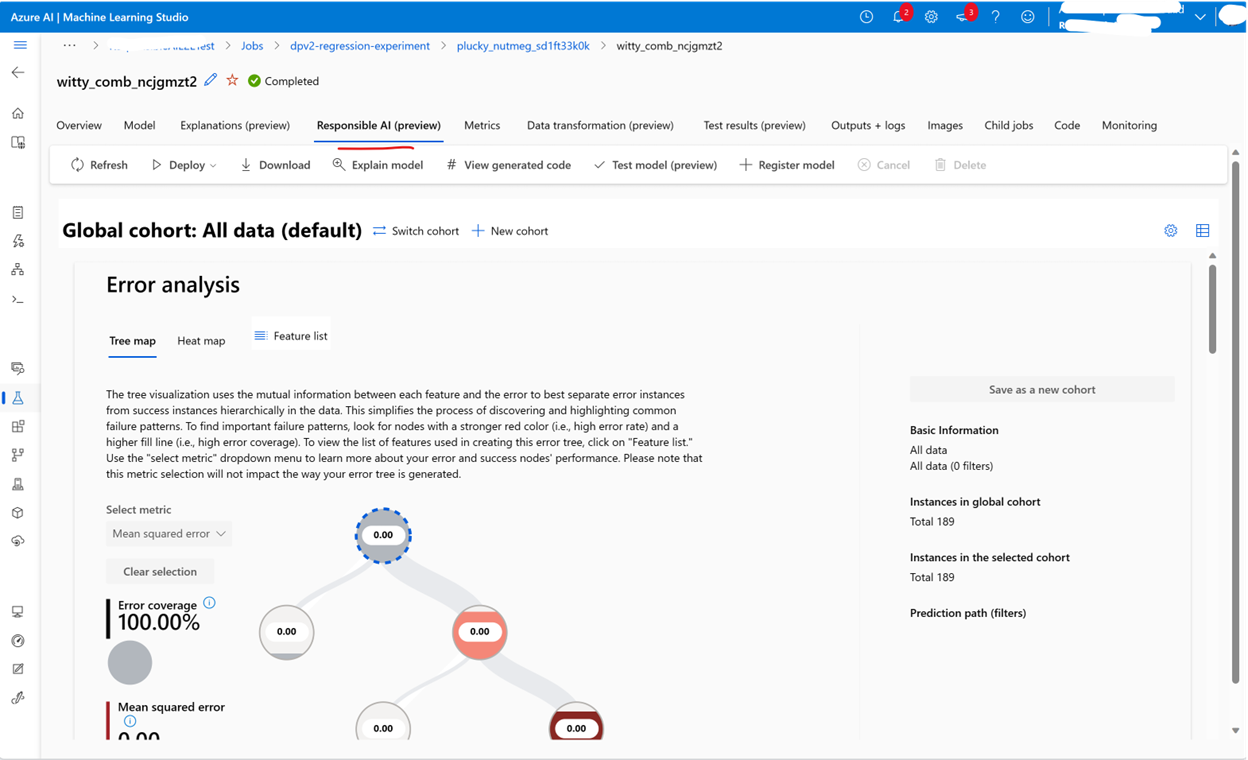 Azure AI | Machine Learning Studio
2
3
?
... > > Jobs > dpv2-regression-experiment > plucky_nutmeg_sd1ft33k0k > witty_comb_ncjgmzt2
witty_comb_ncjgmzt2 Completed
Overview Model Explanations (preview) Responsible AI (preview) Metrics Data transformation (preview) Test results (preview) Outputs + logs Images Child jobs Code Monitoring
Refresh Deploy Download Explain model # View generated code Test model (preview) Register model Cancel Delete
Global cohort: All data (default) Switch cohort New cohort
Error analysis
Tree map Heat map Feature list
The tree visualization uses the mutual information between each feature and the error to best separate error instances
from success instances hierarchically in the data. This simplifies the process of discovering and highlighting common
failure patterns. To find important failure patterns, look for nodes with a stronger red color (i.e., high error rate) and a
higher fill line (i.e., high error coverage). To view the list of features used in creating this error tree, click on "Feature list."
Use the "select metric" dropdown menu to learn more about your error and success nodes' performance. Please note that
this metric selection will not impact the way your error tree is generated.
Select metric
Mean squared error
Clear selection
Error coverage
100.00%
Mean squared error
0.00
0.00
0.00
0.00
0.00
0.00
Save as a new cohort
Basic Information
All data
All data (0 filters)
Instances in global cohort
Total 189
Instances in the selected cohort
Total 189
Prediction path (filters)